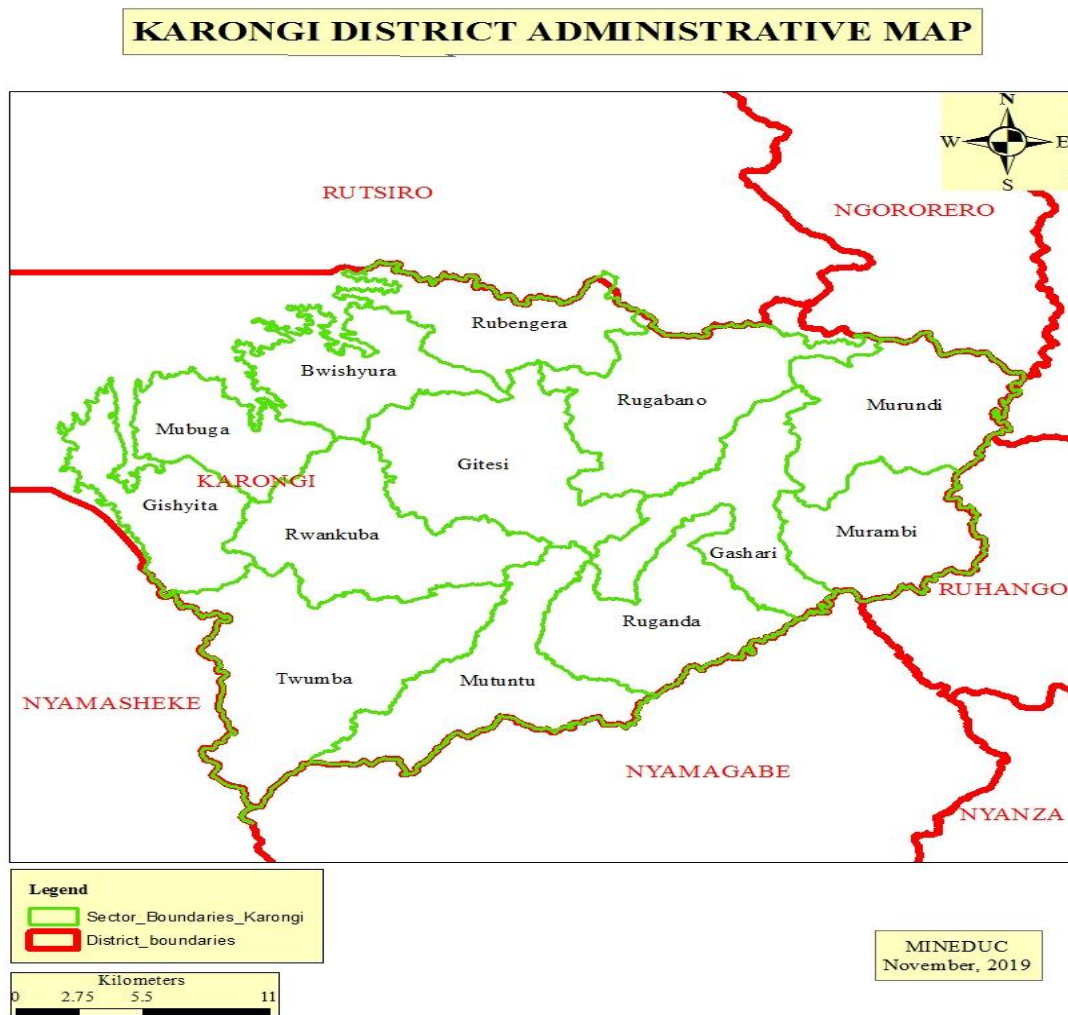 KARONGI DISTRICT ADMINISTRATIVE MAP
N
W E
S
RUTSIRO
NGORORERO
Rubengera
Bwishyura
Rugabano
Murundi
Mubuga
Gitesi
KARONGI
Gishyita
Rwankuba
Gashari
Murambi
RUHANGO
Ruganda
Twumba
Mutuntu
NYAMASHEKE
NYAMAGABE
NYANZA
Legend
Sector_Boundaries_Karongi
District_boundaries
MINEDUC
November, 2019
Kilometers
0 2.75 5.5 11